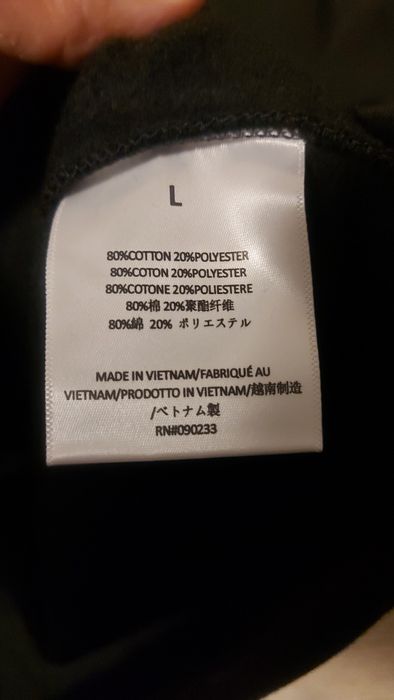 L
80%COTTON 20%POLYESTER
80%COTON 20%POLYESTER
80%COTONE 20%POLIESTERE
80%棉 20%聚酯纤维
80%綿 20% ポリエステル
MADE IN VIETNAM/FABRIQUÉ AU
VIETNAM/PRODOTTO IN VIETNAM/越南制造
/ベトナム製
RN#090233